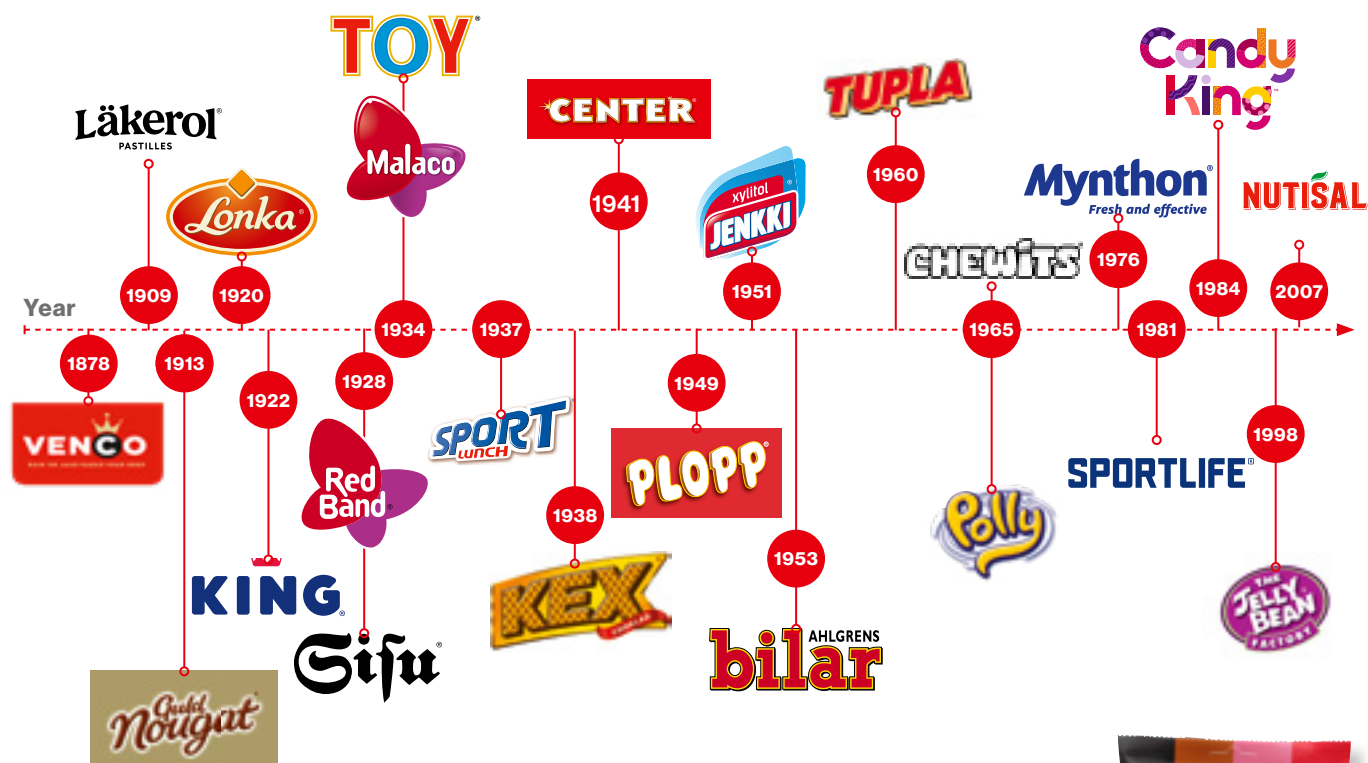 TOY
Candy
King
CENTER
TUPLA
Läkerol
PASTILLES
Malaco
xylitol
JENKKI
Mynthon
Fresh and effective
NUTISAL
Lonka
1960
1941
CHEWITS
1976
1909
1920
1951
1984
2007
Year
1934
1937
1965
1981
1878
1913
1928
1949
1922
VENCO
SPORT
LUNCH
PLOPP
1998
Red
Band
SPORTLIFE
1938
Polly
1953
KING
KEX
THE
JELLY
BEAN
FACTORY
Sisu
AHLGRENS
bilar
Guld
Nougat